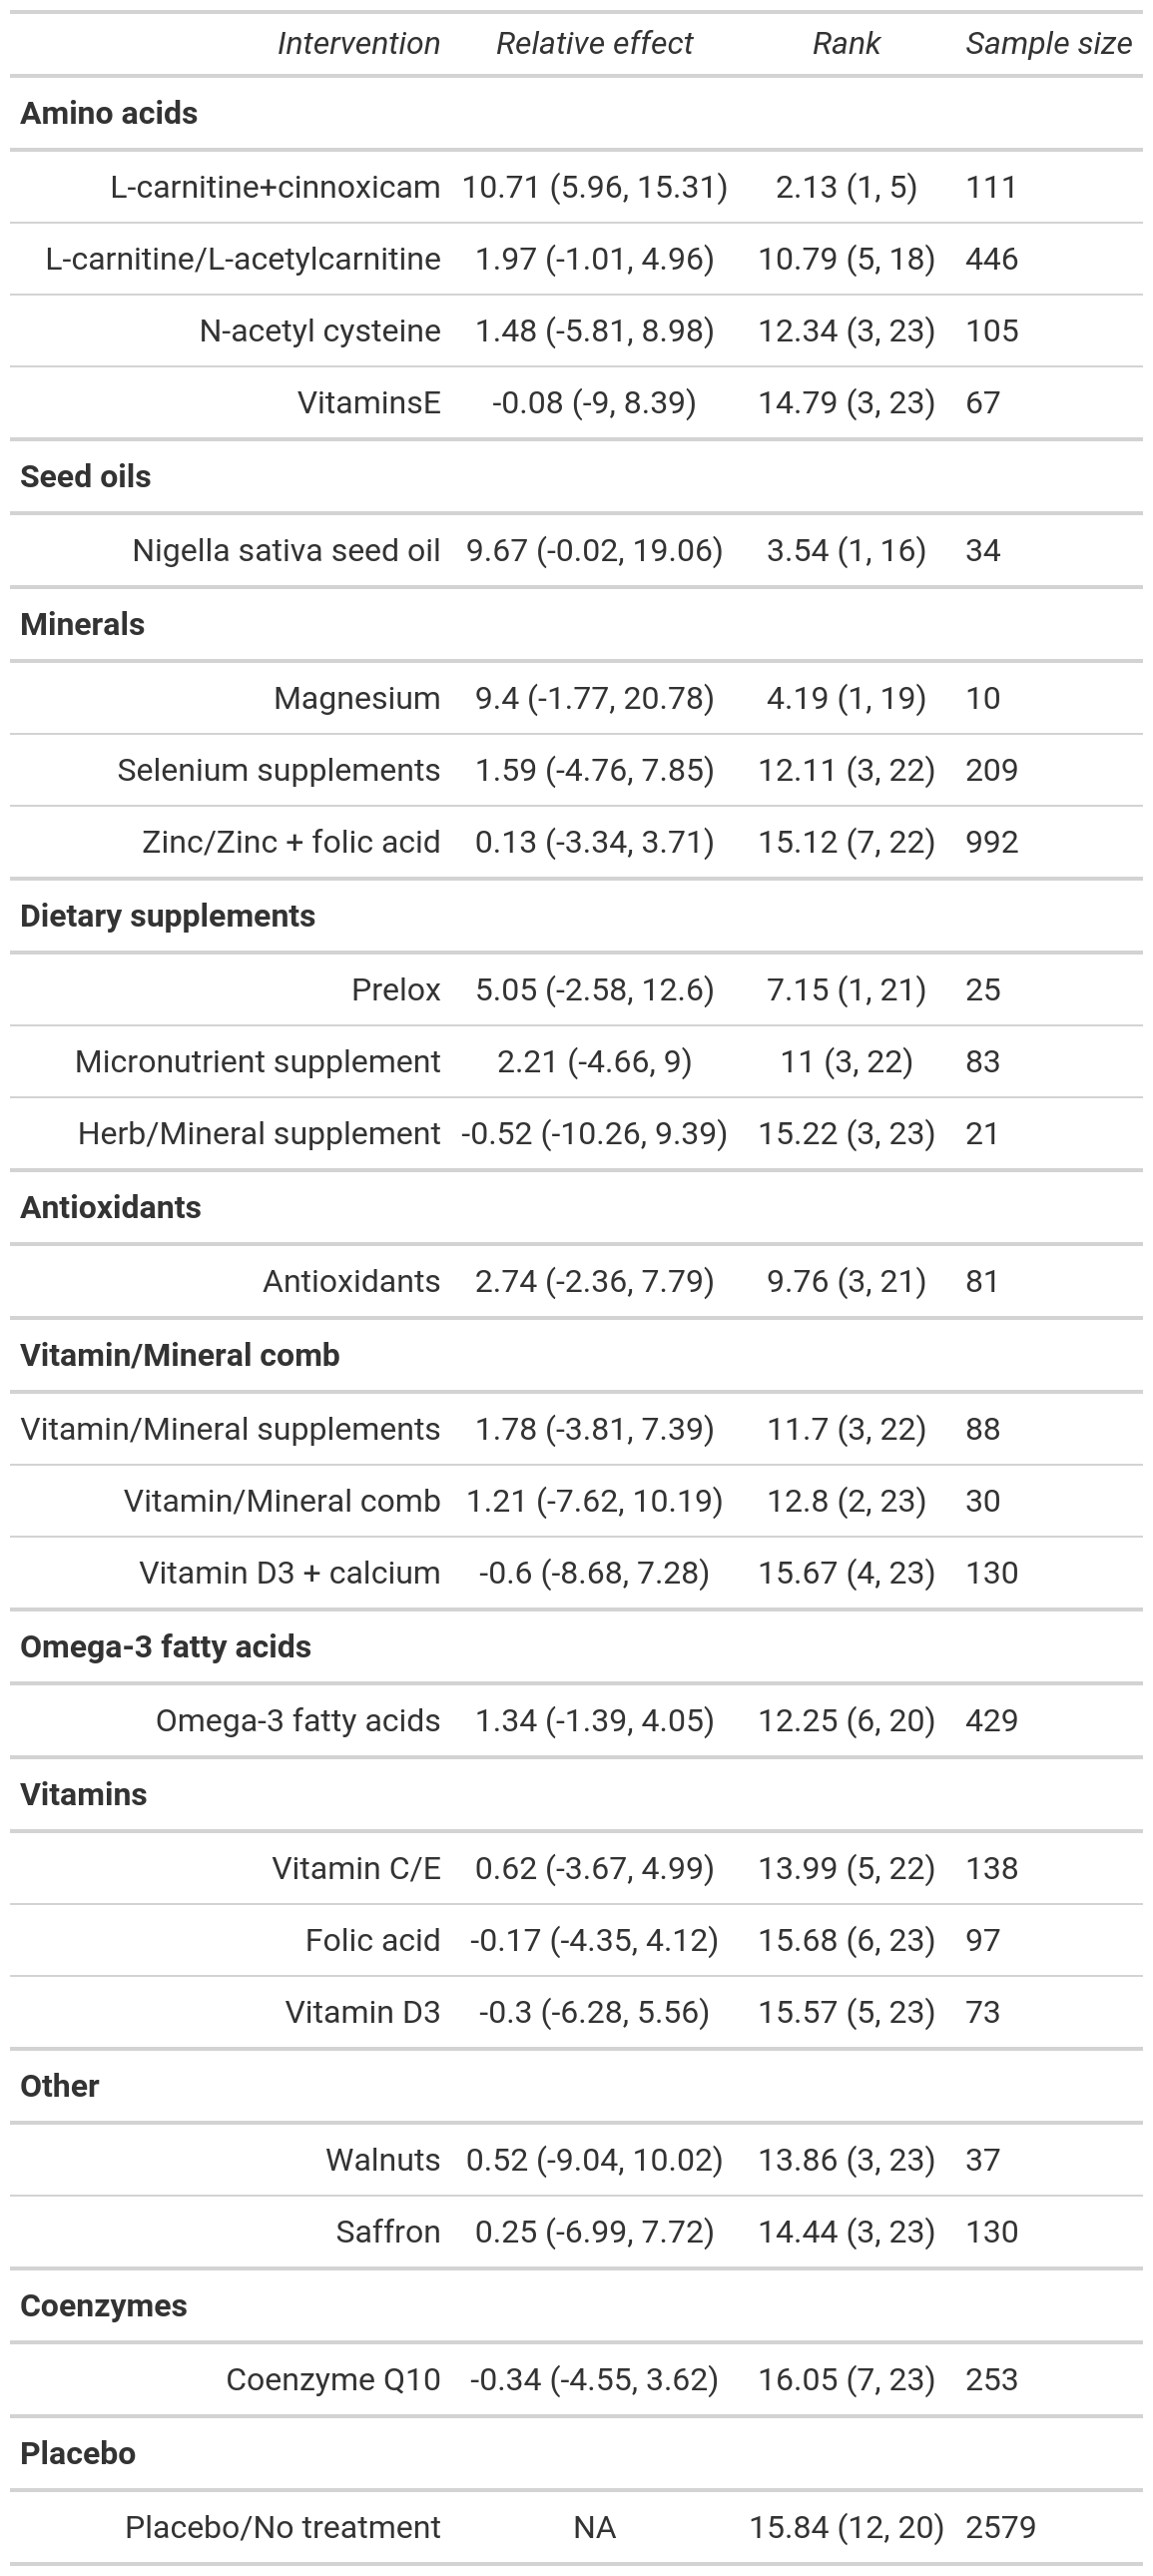 Intervention Relative effect Rank Sample size
Amino acids
L-carnitine+cinnoxicam 10.71 (5.96, 15.31) 2.13 (1, 5) 111
L-carnitine/L-acetylcarnitine 1.97 (-1.01, 4.96) 10.79 (5, 18) 446
N-acetyl cysteine 1.48 (-5.81, 8.98) 12.34 (3, 23) 105
VitaminsE -0.08 (-9, 8.39) 14.79 (3, 23) 67
Seed oils
Nigella sativa seed oil 9.67 (-0.02, 19.06) 3.54 (1, 16) 34
Minerals
Magnesium 9.4 (-1.77, 20.78) 4.19 (1, 19) 10
Selenium supplements 1.59 (-4.76, 7.85) 12.11 (3, 22) 209
Zinc/Zinc + folic acid 0.13 (-3.34, 3.71) 15.12 (7, 22) 992
Dietary supplements
Prelox 5.05 (-2.58, 12.6) 7.15 (1, 21) 25
Micronutrient supplement 2.21 (-4.66, 9) 11 (3, 22) 83
Herb/Mineral supplement -0.52 (-10.26, 9.39) 15.22 (3, 23) 21
Antioxidants
Antioxidants 2.74 (-2.36, 7.79) 9.76 (3, 21) 81
Vitamin/Mineral comb
Vitamin/Mineral supplements 1.78 (-3.81, 7.39) 11.7 (3, 22) 88
Vitamin/Mineral comb 1.21 (-7.62, 10.19) 12.8 (2, 23) 30
Vitamin D3 + calcium -0.6 (-8.68, 7.28) 15.67 (4, 23) 130
Omega-3 fatty acids
Omega-3 fatty acids 1.34 (-1.39, 4.05) 12.25 (6, 20) 429
Vitamins
Vitamin C/E 0.62 (-3.67, 4.99) 13.99 (5, 22) 138
Folic acid -0.17 (-4.35, 4.12) 15.68 (6, 23) 97
Vitamin D3 -0.3 (-6.28, 5.56) 15.57 (5, 23) 73
Other
Walnuts 0.52 (-9.04, 10.02) 13.86 (3, 23) 37
Saffron 0.25 (-6.99, 7.72) 14.44 (3, 23) 130
Coenzymes
Coenzyme Q10 -0.34 (-4.55, 3.62) 16.05 (7, 23) 253
Placebo
Placebo/No treatment NA 15.84 (12, 20) 2579